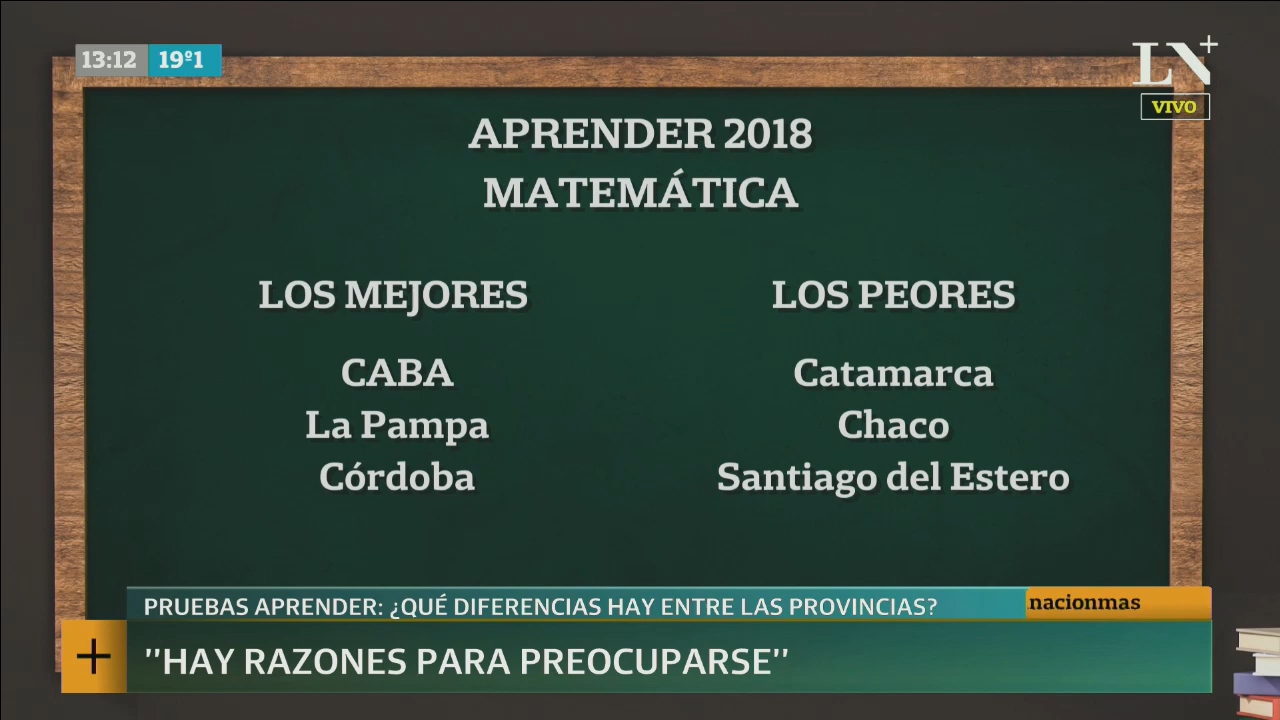 13:12 19º1
LN+
VIVO
APRENDER 2018
MATEMÁTICA
LOS MEJORES
CABA
La Pampa
Córdoba
LOS PEORES
Catamarca
Chaco
Santiago del Estero
PRUEBAS APRENDER: ¿QUÉ DIFERENCIAS HAY ENTRE LAS PROVINCIAS?
nacionmas
+ "HAY RAZONES PARA PREOCUPARSE"